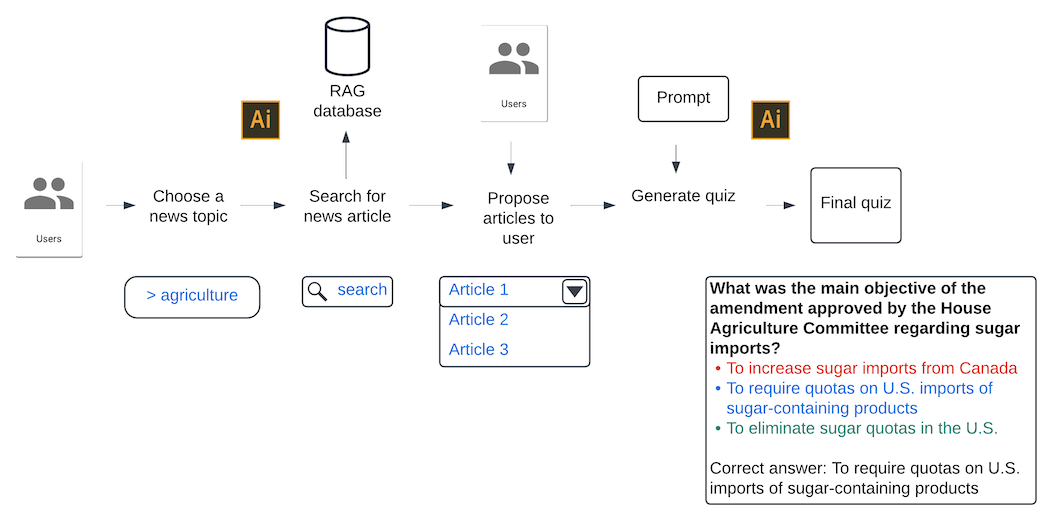 RAG
database
Users
Prompt
Ai
Ai
Users
Choose a
news topic
Search for
news article
Propose
articles to
user
Generate quiz
Final quiz
> agriculture
search
Article 1
Article 2
Article 3
What was the main objective of the
amendment approved by the House
Agriculture Committee regarding sugar
imports?
• To increase sugar imports from Canada
• To require quotas on U.S. imports of
sugar-containing products
• To eliminate sugar quotas in the U.S.
Correct answer: To require quotas on U.S.
imports of sugar-containing products